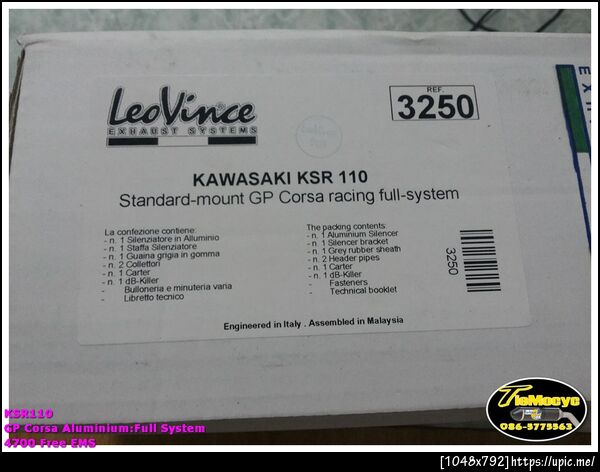 LeoVince
EXHAUST SYSTEMS
REF.
3250
KAWASAKI KSR 110
Standard-mount GP Corsa racing full-system
La confezione contiene:
- n. 1 Silenziatore in Alluminio
- n. 1 Staffa Silenziatore
- n. 1 Guaina grigia in gomma
- n. 2 Collettori
- n. 1 Carter
- n. 1 dB-Killer
- Bulloneria e minuteria varia
- Libretto tecnico
The packing contents:
- n. 1 Aluminium Silencer
- n. 1 Silencer bracket
- n. 1 Grey rubber sheath
- n. 2 Header pipes
- n. 1 Carter
- n. 1 dB-Killer
- Fasteners
- Technical booklet
3250
Engineered in Italy . Assembled in Malaysia
KSR110
GP Corsa Aluminium:Full System
4700 Free EMS
TioMocyc
086-3775563
[1048x792]https://upic.me/